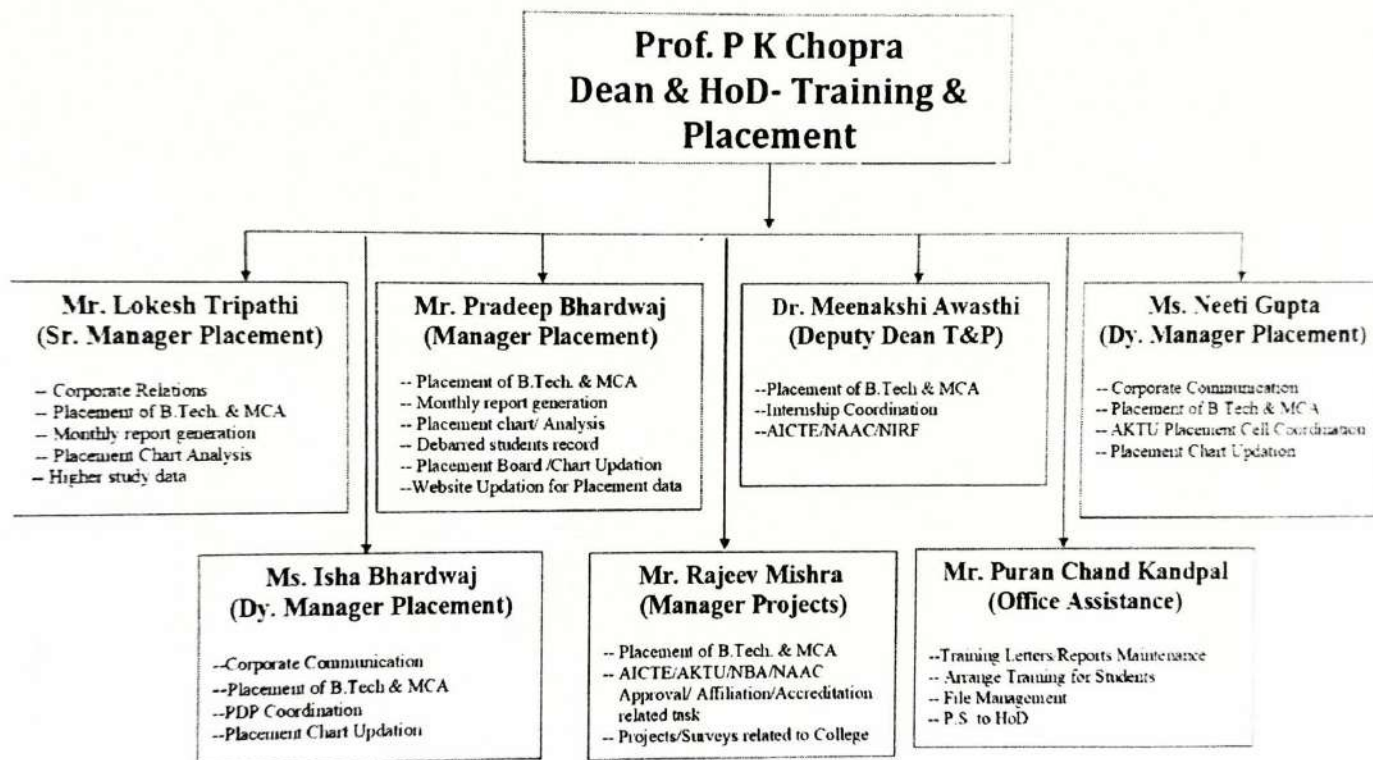 Prof. P K Chopra
Dean & HoD- Training &
Placement
Mr. Lokesh Tripathi
(Sr. Manager Placement)
-- Corporate Relations
-- Placement of B.Tech. & MCA
-- Monthly report generation
-- Placement Chart Analysis
-- Higher study data
Mr. Pradeep Bhardwaj
(Manager Placement)
-- Placement of B.Tech. & MCA
-- Monthly report generation
-- Placement chart/ Analysis
-- Debarred students record
-- Placement Board /Chart Updation
--Website Updation for Placement data
Dr. Meenakshi Awasthi
(Deputy Dean T&P)
--Placement of B.Tech & MCA
--Internship Coordination
--AICTE/NAAC/NIRF
Ms. Neeti Gupta
(Dy. Manager Placement)
-- Corporate Communication
-- Placement of B Tech & MCA
-- AKTU Placement Cell Coordination
-- Placement Chart Updation
Ms. Isha Bhardwaj
(Dy. Manager Placement)
--Corporate Communication
--Placement of B.Tech & MCA
--PDP Coordination
--Placement Chart Updation
Mr. Rajeev Mishra
(Manager Projects)
-- Placement of B.Tech. & MCA
-- AICTE/AKTU/NBA/NAAC
Approval/ Affiliation/Accreditation
related task
-- Projects/Surveys related to College
Mr. Puran Chand Kandpal
(Office Assistance)
--Training Letters/Reports Maintenance
-- Arrange Training for Students
-- File Management
-- P.S. to HoD